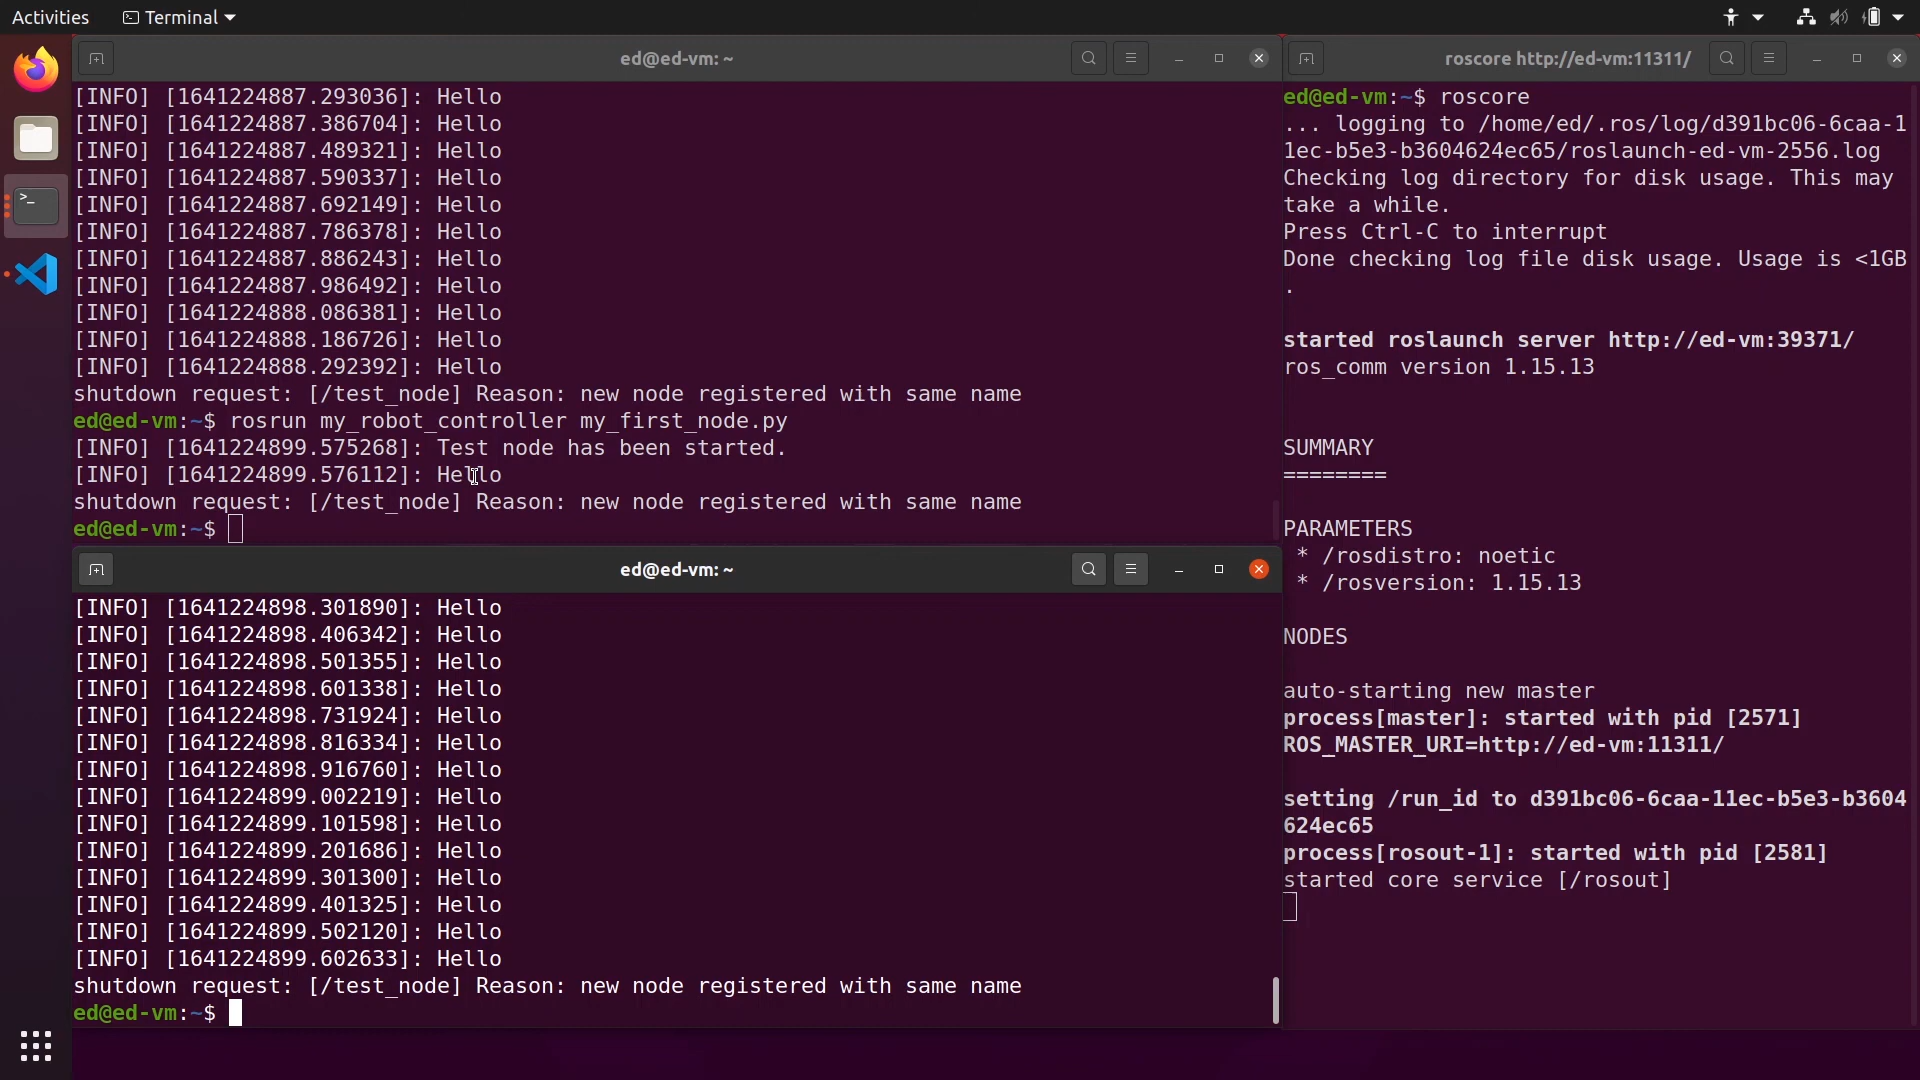 Activities Terminal
ed@ed-vm: ~
[INFO] [1641224887.293036]: Hello
[INFO] [1641224887.386704]: Hello
[INFO] [1641224887.489321]: Hello
[INFO] [1641224887.590337]: Hello
[INFO] [1641224887.692149]: Hello
[INFO] [1641224887.786378]: Hello
[INFO] [1641224887.886243]: Hello
[INFO] [1641224887.986492]: Hello
[INFO] [1641224888.086381]: Hello
[INFO] [1641224888.186726]: Hello
[INFO] [1641224888.292392]: Hello
shutdown request: [/test_node] Reason: new node registered with same name
ed@ed-vm:~$ rosrun my_robot_controller my_first_node.py
[INFO] [1641224899.575268]: Test node has been started.
[INFO] [1641224899.576112]: Hello
shutdown request: [/test_node] Reason: new node registered with same name
ed@ed-vm:~$
ed@ed-vm: ~
[INFO] [1641224898.301890]: Hello
[INFO] [1641224898.406342]: Hello
[INFO] [1641224898.501355]: Hello
[INFO] [1641224898.601338]: Hello
[INFO] [1641224898.731924]: Hello
[INFO] [1641224898.816334]: Hello
[INFO] [1641224898.916760]: Hello
[INFO] [1641224899.002219]: Hello
[INFO] [1641224899.101598]: Hello
[INFO] [1641224899.201686]: Hello
[INFO] [1641224899.301300]: Hello
[INFO] [1641224899.401325]: Hello
[INFO] [1641224899.502120]: Hello
[INFO] [1641224899.602633]: Hello
shutdown request: [/test_node] Reason: new node registered with same name
ed@ed-vm:~$
roscore http://ed-vm:11311/
ed@ed-vm:~$ roscore
... logging to /home/ed/.ros/log/d391bc06-6caa-1
1ec-b5e3-b3604624ec65/roslaunch-ed-vm-2556.log
Checking log directory for disk usage. This may
take a while.
Press Ctrl-C to interrupt
Done checking log file disk usage. Usage is <1GB
.
started roslaunch server http://ed-vm:39371/
ros_comm version 1.15.13
SUMMARY
========
PARAMETERS
* /rosdistro: noetic
* /rosversion: 1.15.13
NODES
auto-starting new master
process[master]: started with pid [2571]
ROS_MASTER_URI=http://ed-vm:11311/
setting /run_id to d391bc06-6caa-11ec-b5e3-b3604
624ec65
process[rosout-1]: started with pid [2581]
started core service [/rosout]